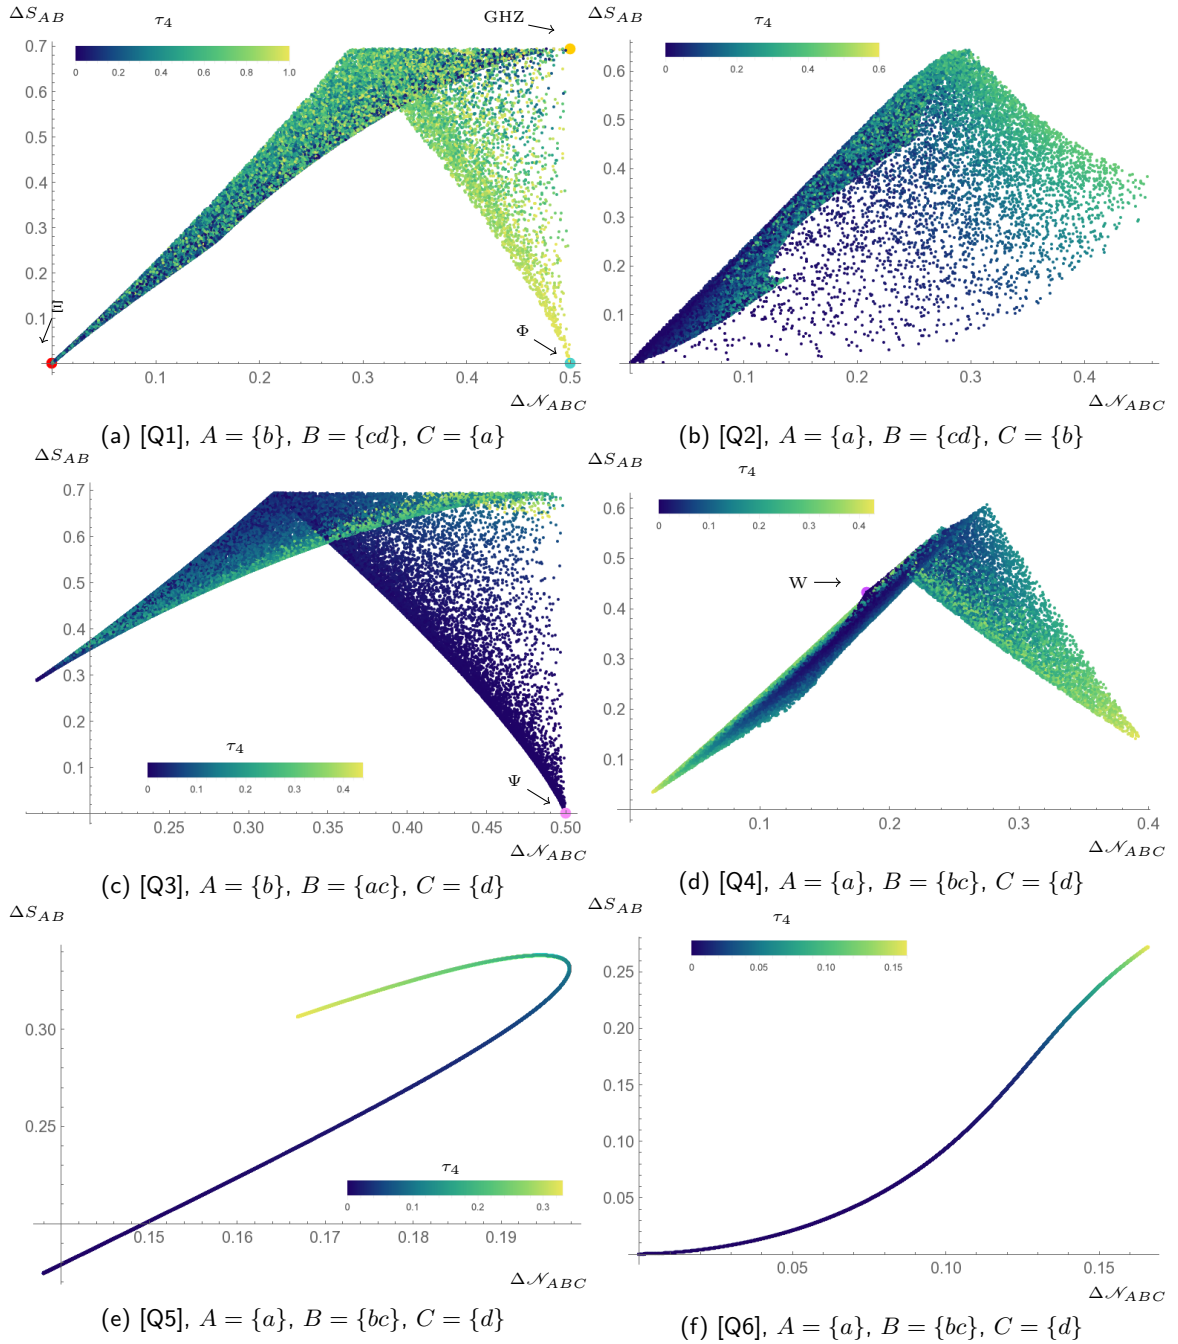 ΔS_AB
τ₄
0 0.2 0.4 0.6 0.8 1.0
GHZ
0.7
0.6
0.5
0.4
0.3
0.2
0.1
Ξ
Φ
0.1 0.2 0.3 0.4 0.5
Δ𝒩_ABC
(a) [Q1], A = {b}, B = {cd}, C = {a}
ΔS_AB
τ₄
0 0.2 0.4 0.6
0.6
0.5
0.4
0.3
0.2
0.1
0.1 0.2 0.3 0.4
Δ𝒩_ABC
(b) [Q2], A = {a}, B = {cd}, C = {b}
ΔS_AB
0.7
0.6
0.5
0.4
0.3
0.2
0.1
τ₄
0 0.1 0.2 0.3 0.4
Ψ
0.25 0.30 0.35 0.40 0.45 0.50
Δ𝒩_ABC
(c) [Q3], A = {b}, B = {ac}, C = {d}
ΔS_AB
τ₄
0 0.1 0.2 0.3 0.4
0.6
0.5
0.4
0.3
0.2
0.1
W
0.1 0.2 0.3 0.4
Δ𝒩_ABC
(d) [Q4], A = {a}, B = {bc}, C = {d}
ΔS_AB
0.30
0.25
τ₄
0 0.1 0.2 0.3
0.15 0.16 0.17 0.18 0.19
Δ𝒩_ABC
(e) [Q5], A = {a}, B = {bc}, C = {d}
ΔS_AB
τ₄
0 0.05 0.10 0.15
0.25
0.20
0.15
0.10
0.05
0.05 0.10 0.15
Δ𝒩_ABC
(f) [Q6], A = {a}, B = {bc}, C = {d}